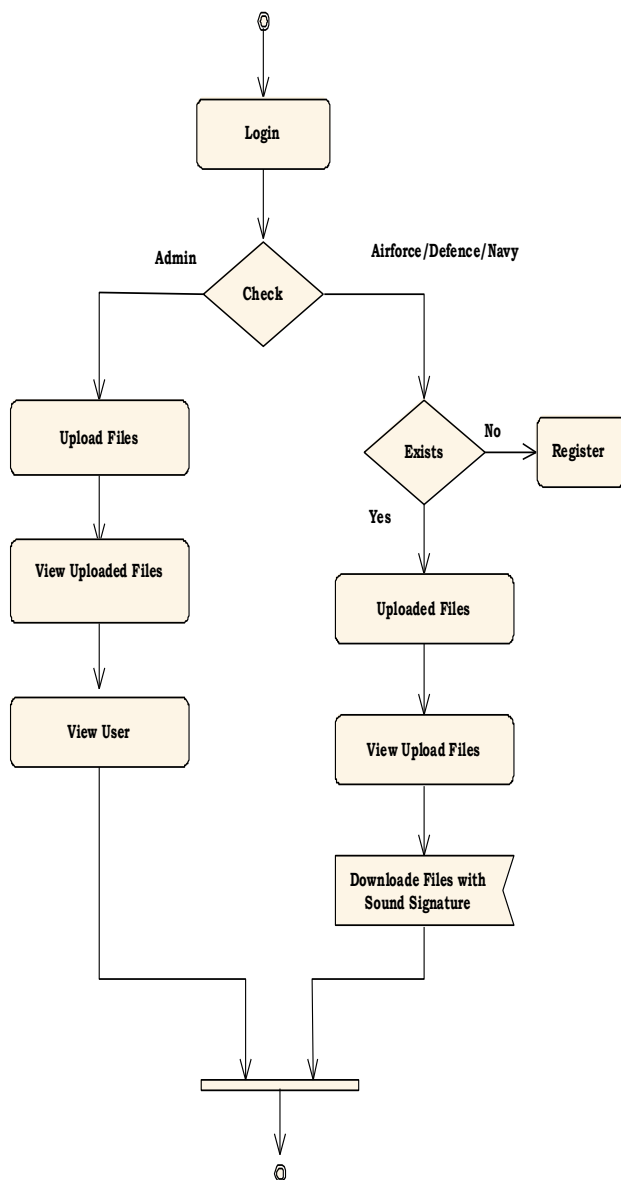 Login
Admin
Airforce/Defence/Navy
Check
Upload Files
Exists
No
Register
Yes
View Uploaded Files
Uploaded Files
View User
View Upload Files
Downloade Files with
Sound Signature